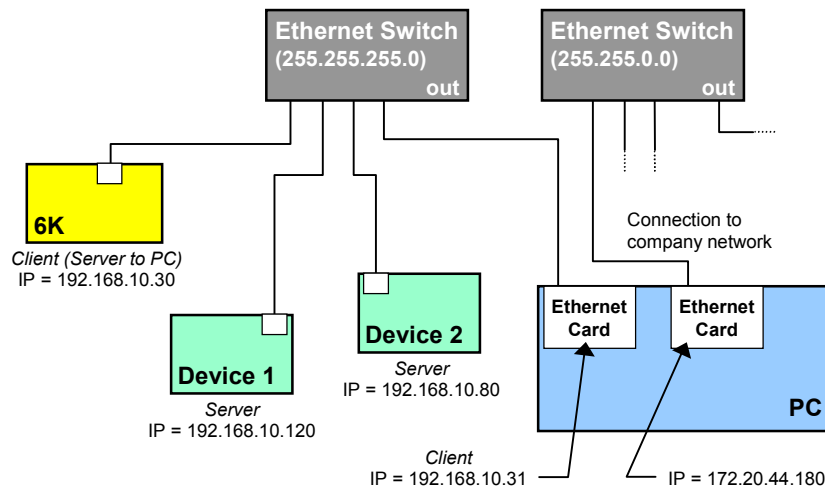 Ethernet Switch
(255.255.255.0)
out
Ethernet Switch
(255.255.0.0)
out
6K
Client (Server to PC)
IP = 192.168.10.30
Connection to
company network
Device 1
Server
IP = 192.168.10.120
Device 2
Server
IP = 192.168.10.80
Ethernet
Card
Ethernet
Card
PC
Client
IP = 192.168.10.31
IP = 172.20.44.180